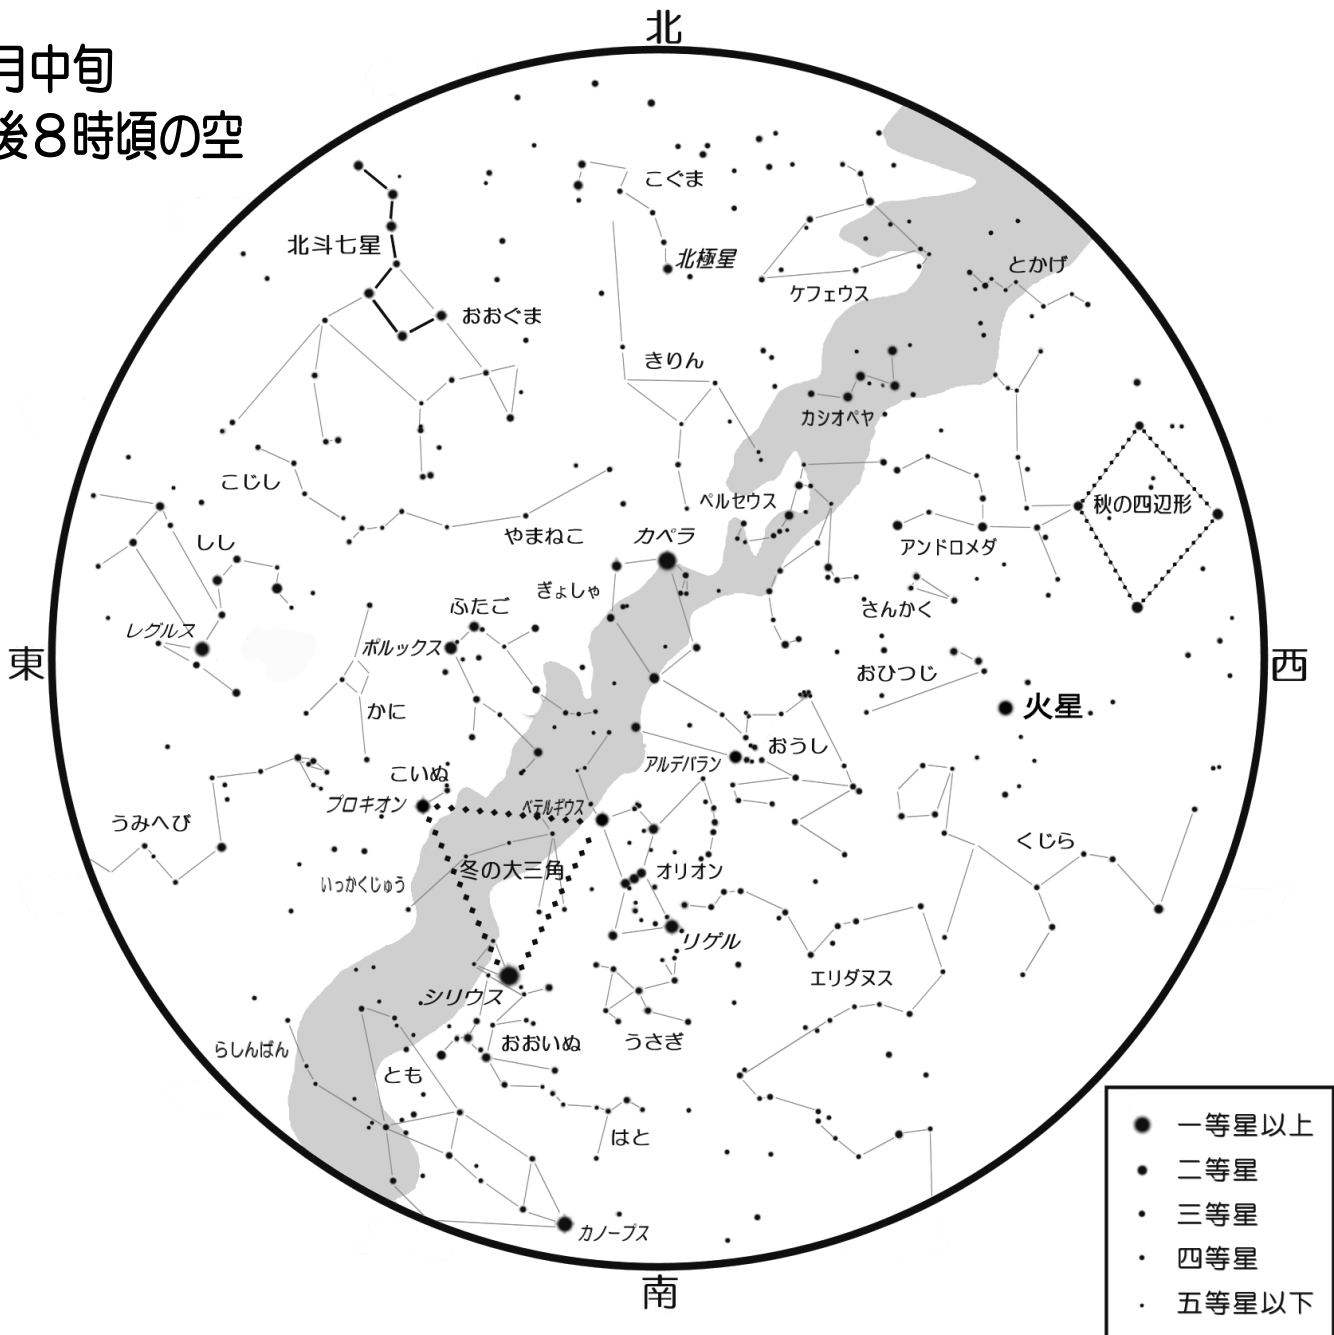 月中旬
後8時頃の空
北
こぐま
北斗七星
北極星
とかげ
ケフェウス
おおぐま
きりん
カシオペヤ
こじし
ペルセウス
秋の四辺形
やまねこ
カペラ
アンドロメダ
しし
ぎょしゃ
ふたご
さんかく
レグルス
ポルックス
東
西
おひつじ
かに
火星
おうし
アルデバラン
こいぬ
プロキオン
ベテルギウス
うみへび
くじら
冬の大三角
オリオン
いっかくじゅう
リゲル
エリダヌス
シリウス
おおいぬ
うさぎ
らしんばん
とも
はと
カノープス
南
一等星以上
二等星
三等星
四等星
五等星以下